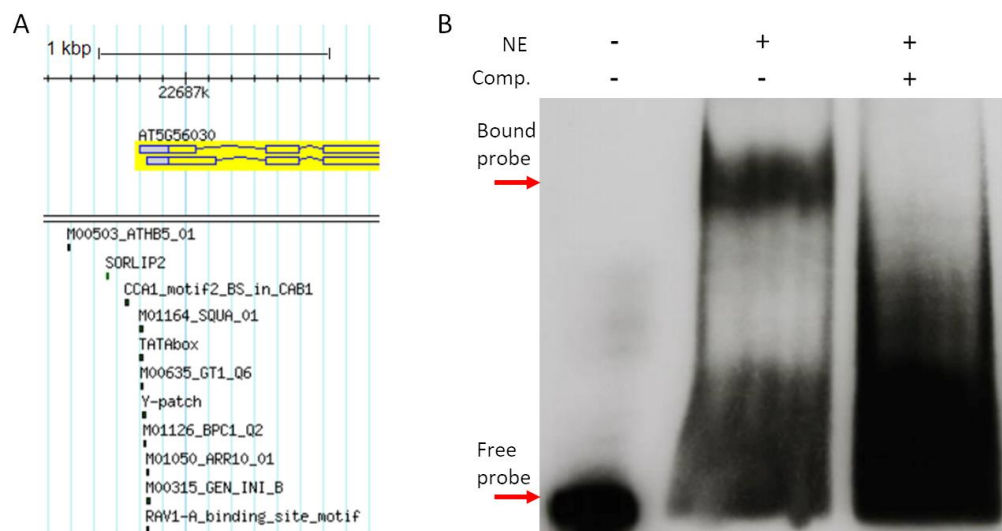 A
1 kbp
22687k
AT5G56030
M00503_ATHB5_01
SORLIP2
CCA1_motif2_BS_in_CAB1
M01164_SQUA_01
TATAbox
M00635_GT1_Q6
Y-patch
M01126_BPC1_Q2
M01050_ARR10_01
M00315_GEN_INI_B
RAV1-A_binding_site_motif
B
NE - + +
Comp. - - +
Bound
probe
Free
probe